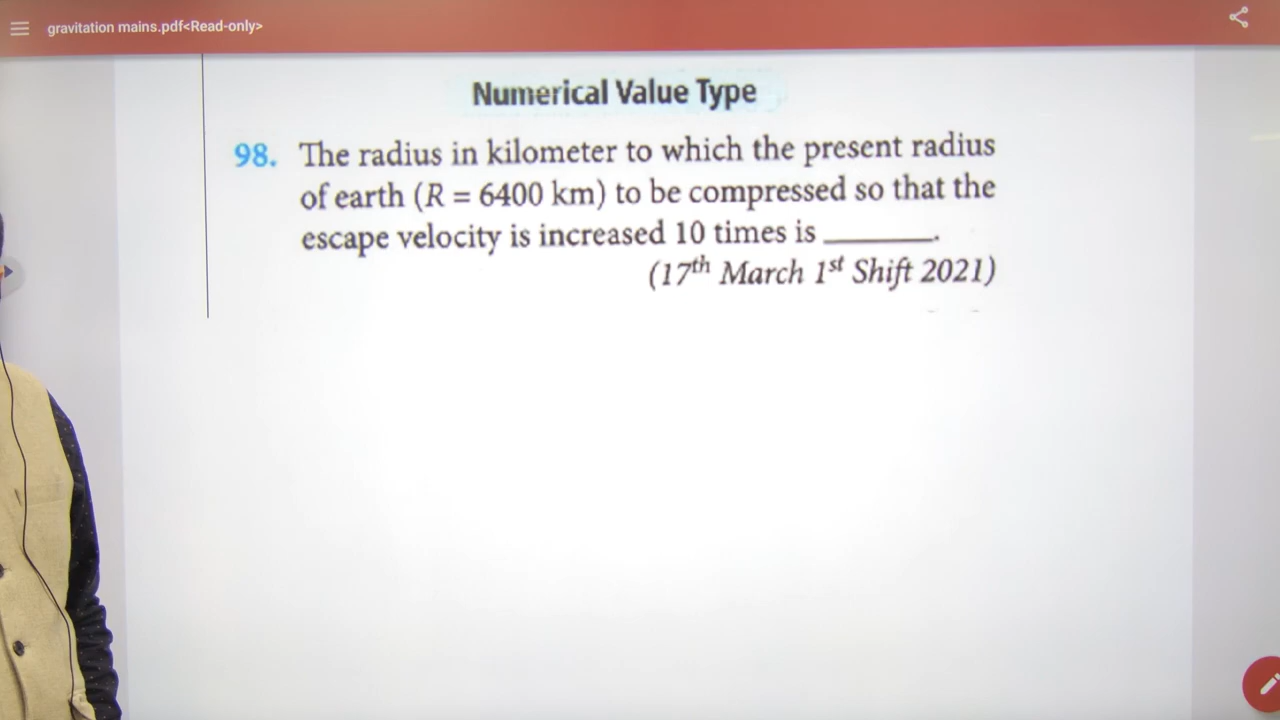 gravitation mains.pdf<Read-only>
Numerical Value Type
98. The radius in kilometer to which the present radius
of earth (R = 6400 km) to be compressed so that the
escape velocity is increased 10 times is _______.
(17th March 1st Shift 2021)